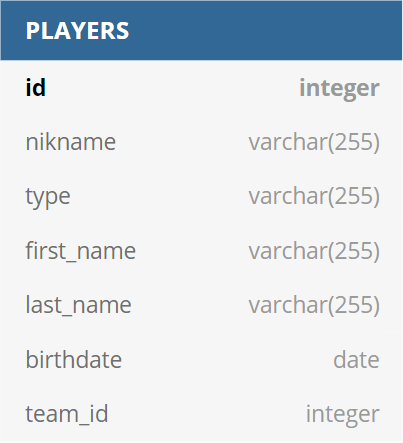 PLAYERS
id integer
nikname varchar(255)
type varchar(255)
first_name varchar(255)
last_name varchar(255)
birthdate date
team_id integer